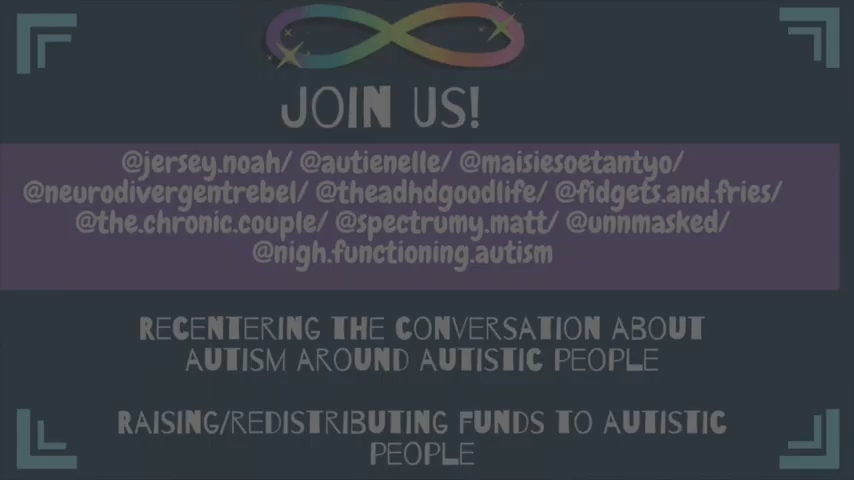 JOIN US!
@jersey.noah/ @autienelle/ @maisiesoetantyo/
@neurodivergentrebel/ @theadhdgoodlife/ @fidgets.and.fries/
@the.chronic.couple/ @spectrumy.matt/ @unnmasked/
@nigh.functioning.autism
RECENTERING THE CONVERSATION ABOUT
AUTISM AROUND AUTISTIC PEOPLE
RAISING/REDISTRIBUTING FUNDS TO AUTISTIC
PEOPLE